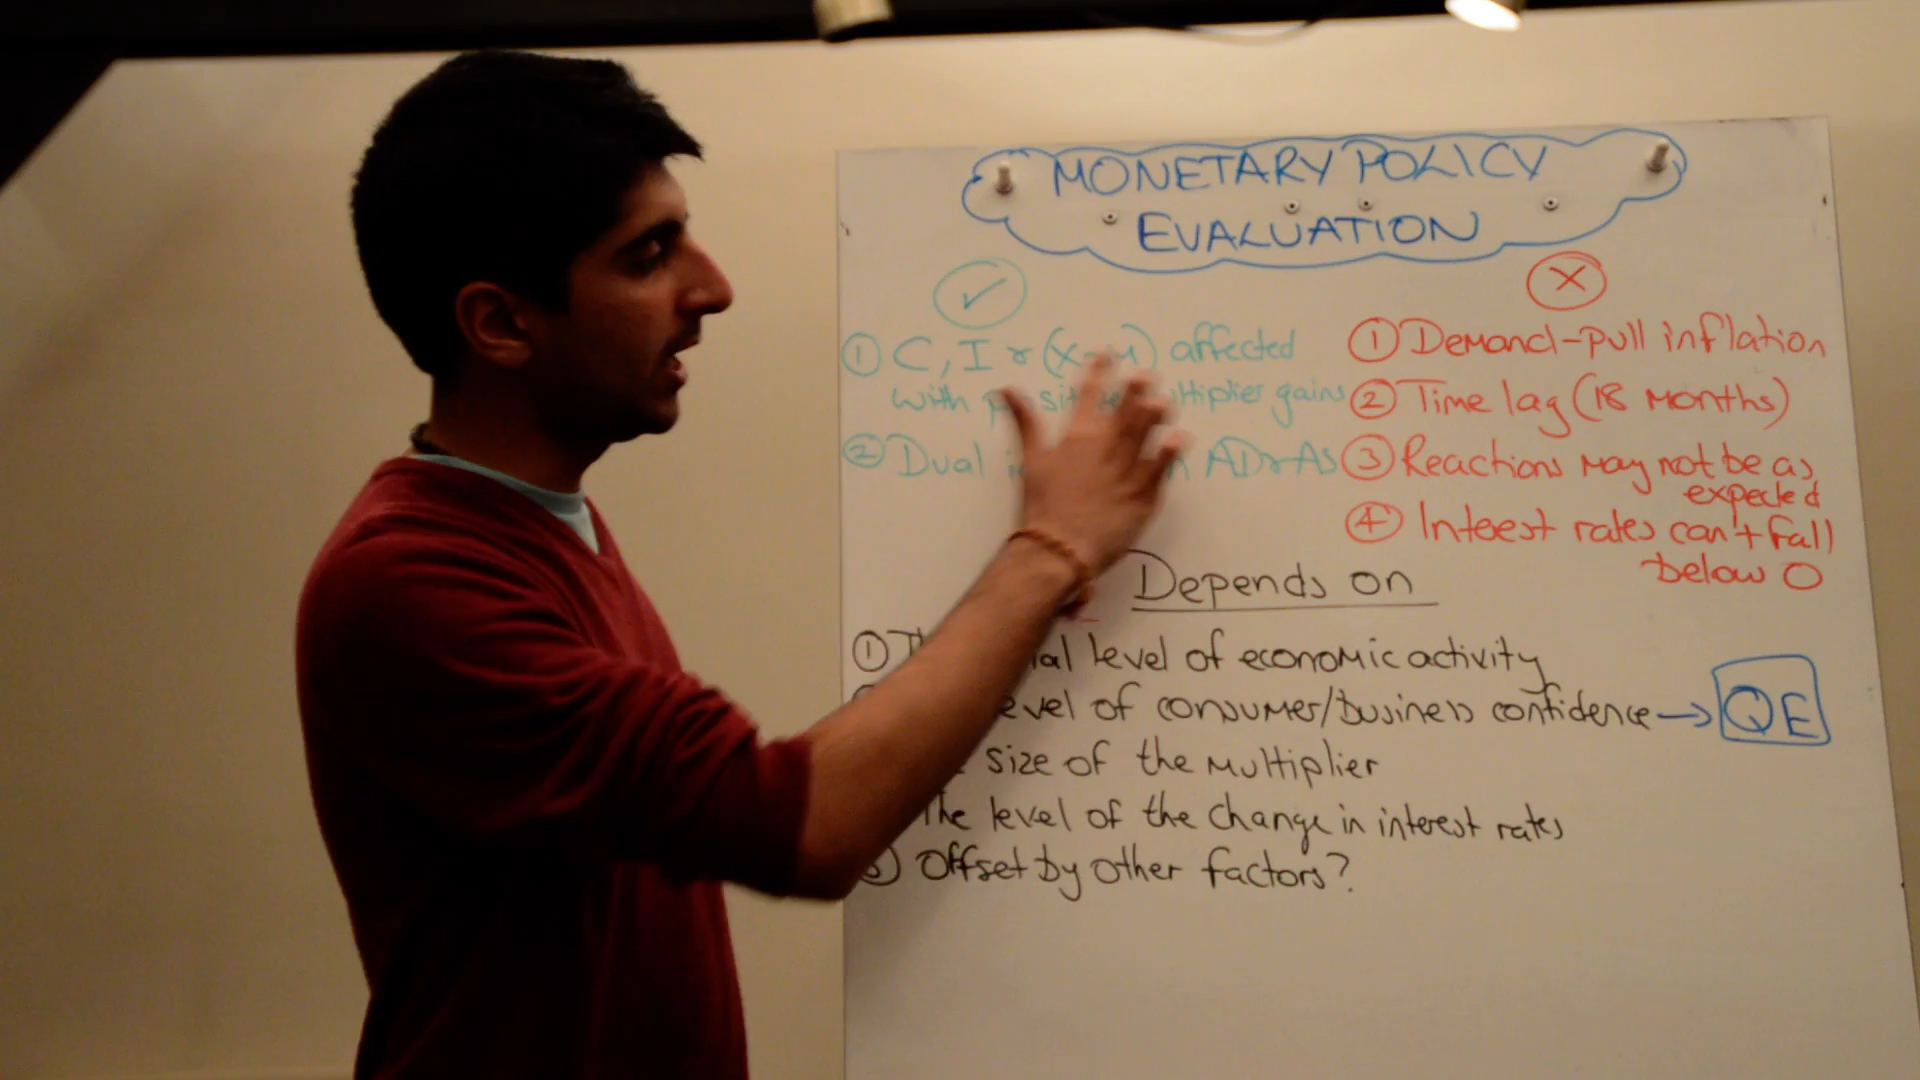 MONETARY POLICY
EVALUATION
① C, I & (X-M) affected
with positive multiplier gains
② Dual AD & AS
① Demand-pull inflation
② Time lag (18 months)
③ Reactions may not be as
expected
④ Interest rates can't fall
below 0
Depends on
① level of economic activity
level of consumer/business confidence → QE
size of the multiplier
The level of the change in interest rates
⑤ Offset by other factors?